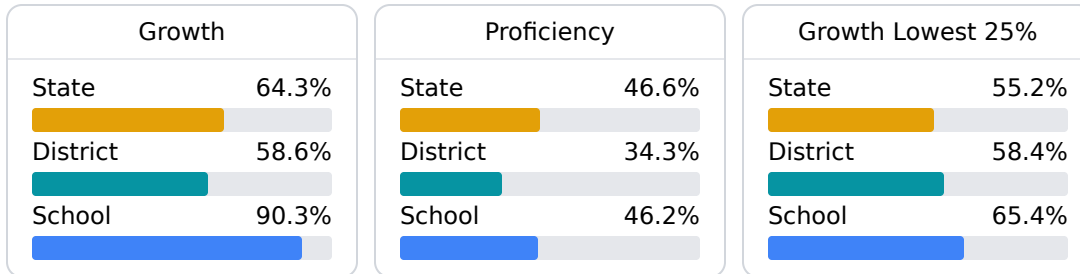 Growth
State 64.3%
District 58.6%
School 90.3%
Proficiency
State 46.6%
District 34.3%
School 46.2%
Growth Lowest 25%
State 55.2%
District 58.4%
School 65.4%